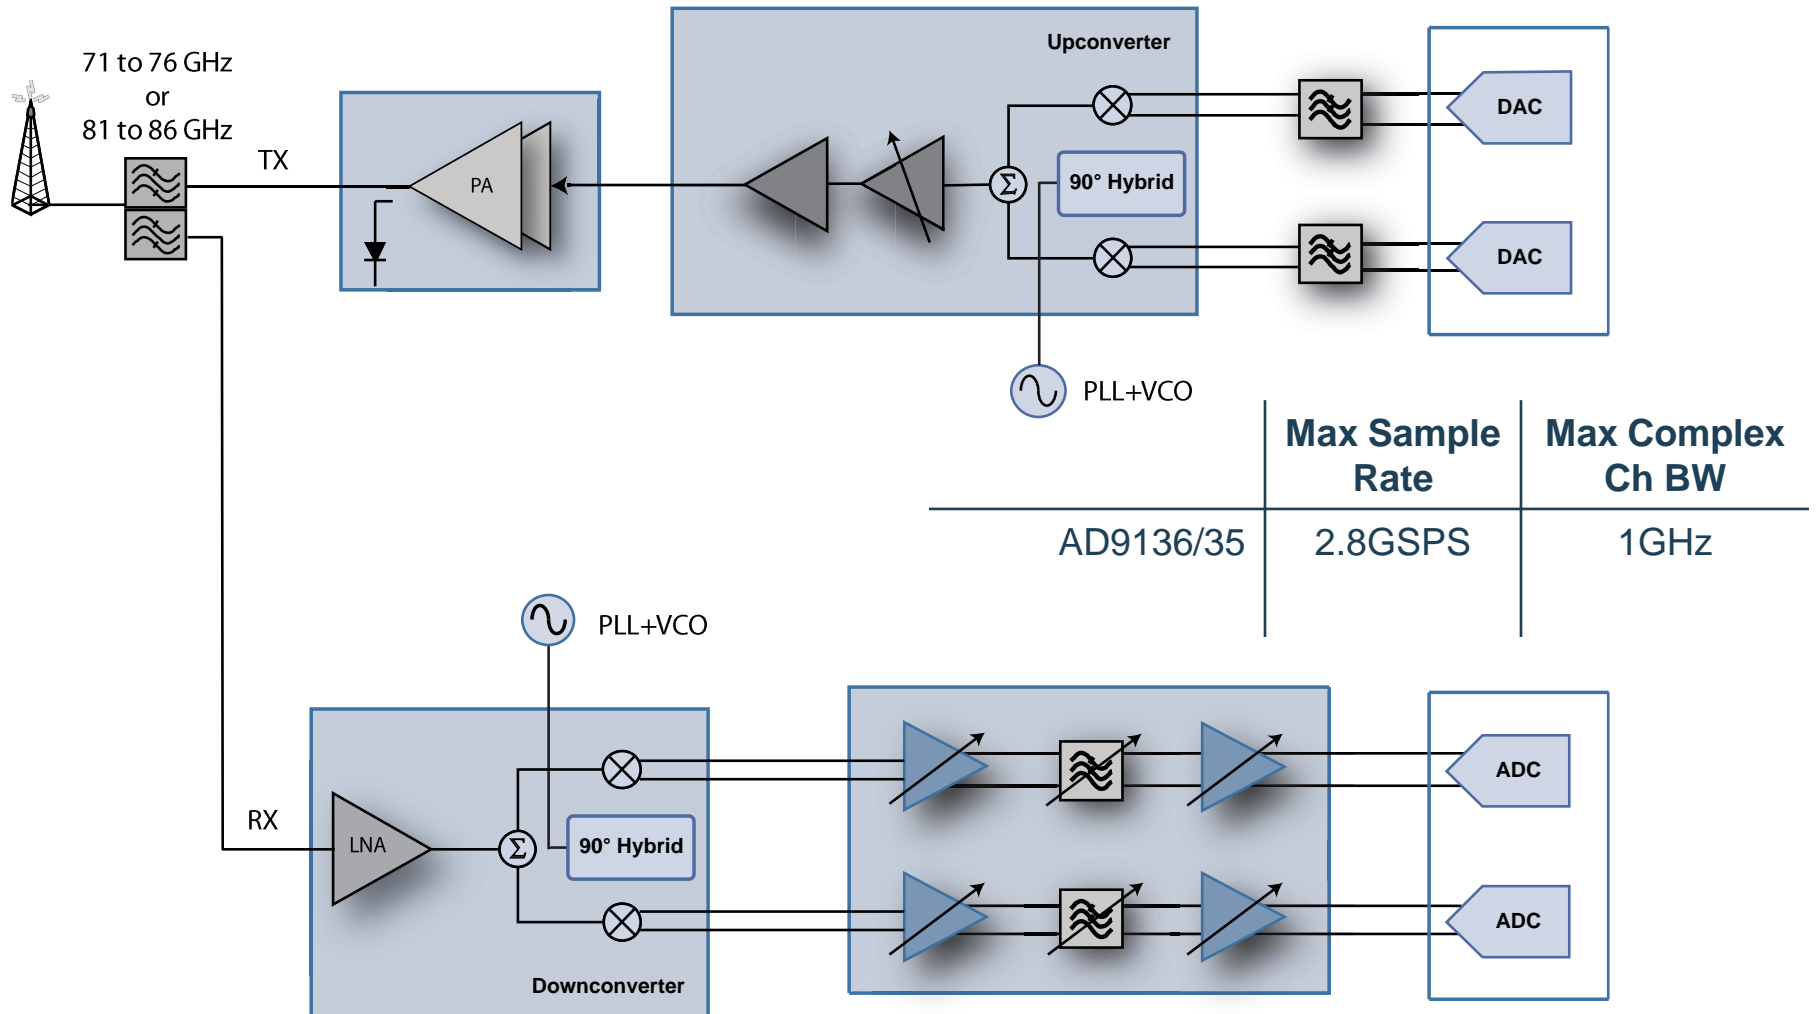 Upconverter
71 to 76 GHz
or
81 to 86 GHz
TX
PA
Σ
90° Hybrid
DAC
DAC
PLL+VCO
Max Sample
Rate
Max Complex
Ch BW
AD9136/35
2.8GSPS
1GHz
PLL+VCO
RX
LNA
Σ
90° Hybrid
Downconverter
ADC
ADC